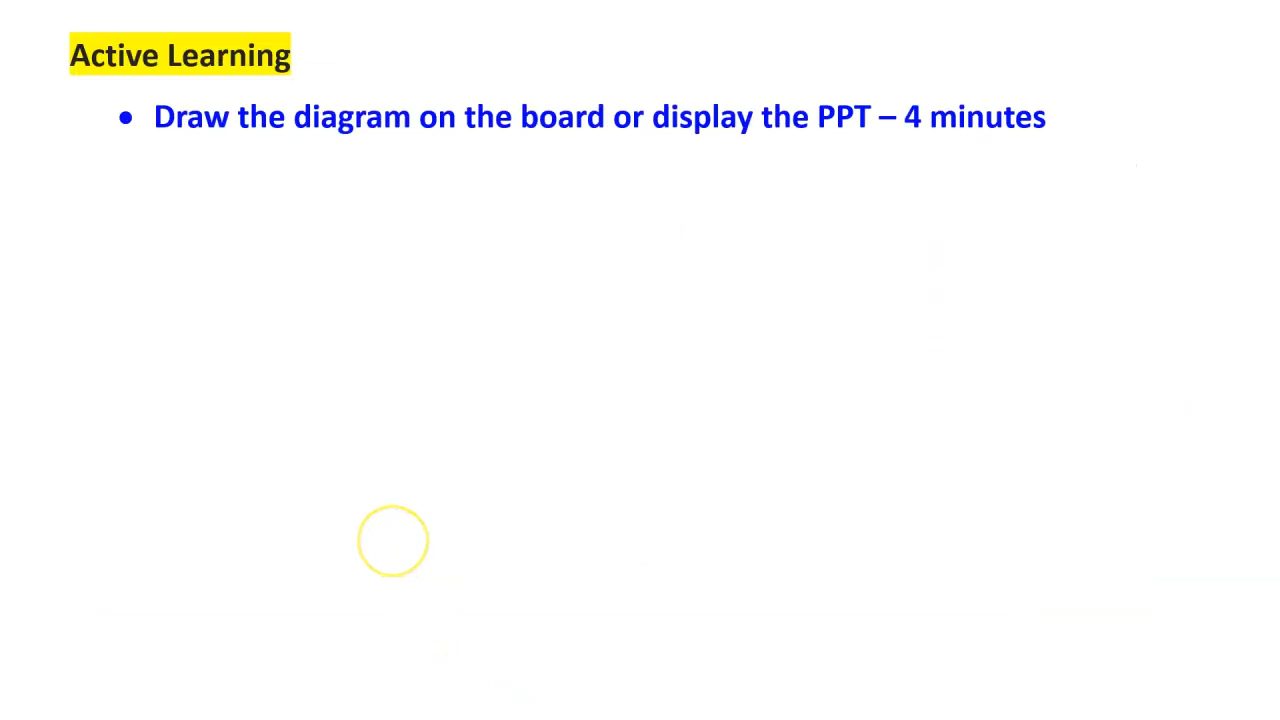 Active Learning
• Draw the diagram on the board or display the PPT – 4 minutes